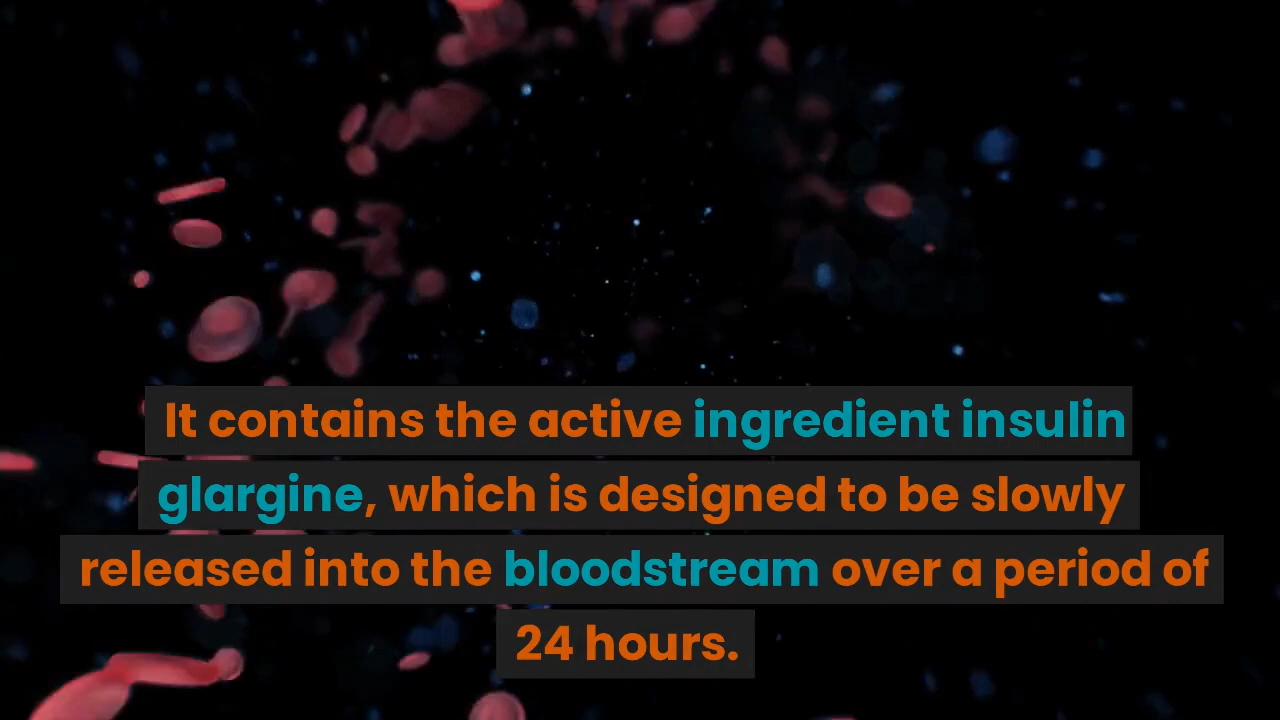 It contains the active ingredient insulin
glargine, which is designed to be slowly
released into the bloodstream over a period of
24 hours.